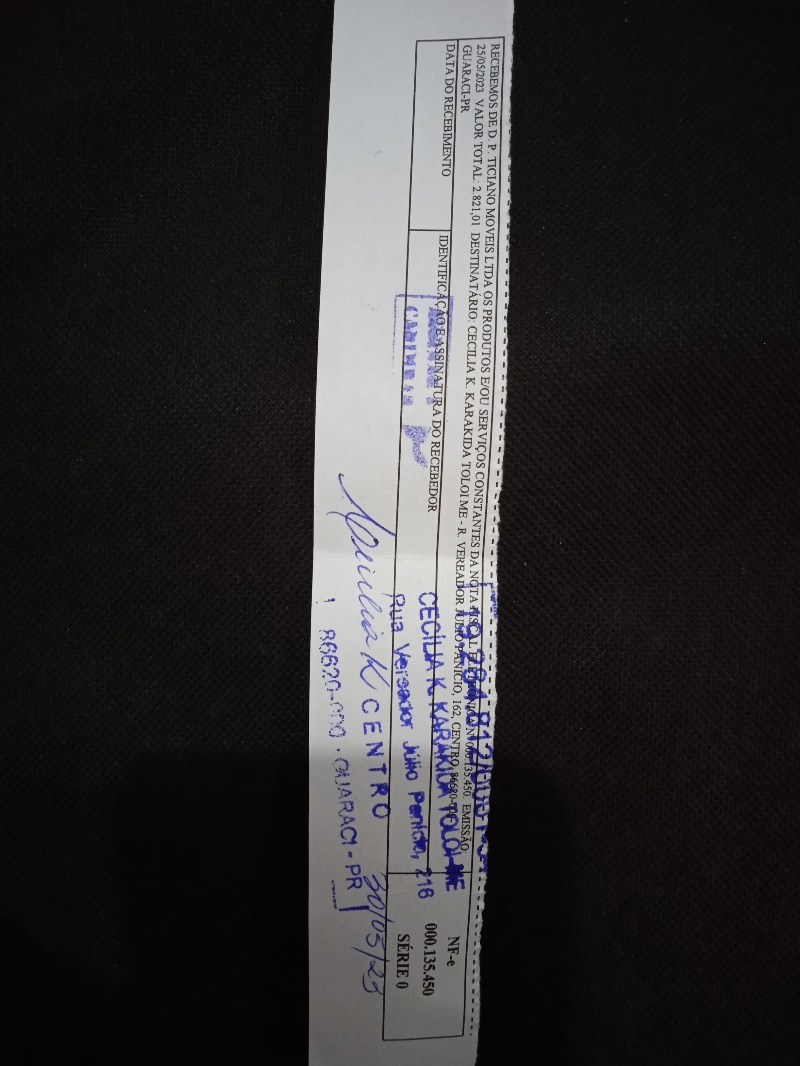 RECEBEMOS DE D. P. TICIANO MOVEIS LTDA OS PRODUTOS E/OU SERVIÇOS CONSTANTES DA NOTA FISCAL ELETRÔNICA Nº 000.135.450. EMISSÃO:
25/05/2023 VALOR TOTAL: 2.821,01 DESTINATÁRIO: CECILIA K. KARAKIDA TOLOI ME - R. VEREADOR JULIO PANICIO, 162, CENTRO, 86620-000
GUARACI-PR
DATA DO RECEBIMENTO
IDENTIFICAÇÃO E ASSINATURA DO RECEBEDOR
NF-e
000.135.450
SÉRIE 0
CECÍLIA K. KARAKIDA TOLOI-ME
Rua Vereador Júlio Panicio, 216
CENTRO
86620-000 - GUARACI - PR
30/05/23